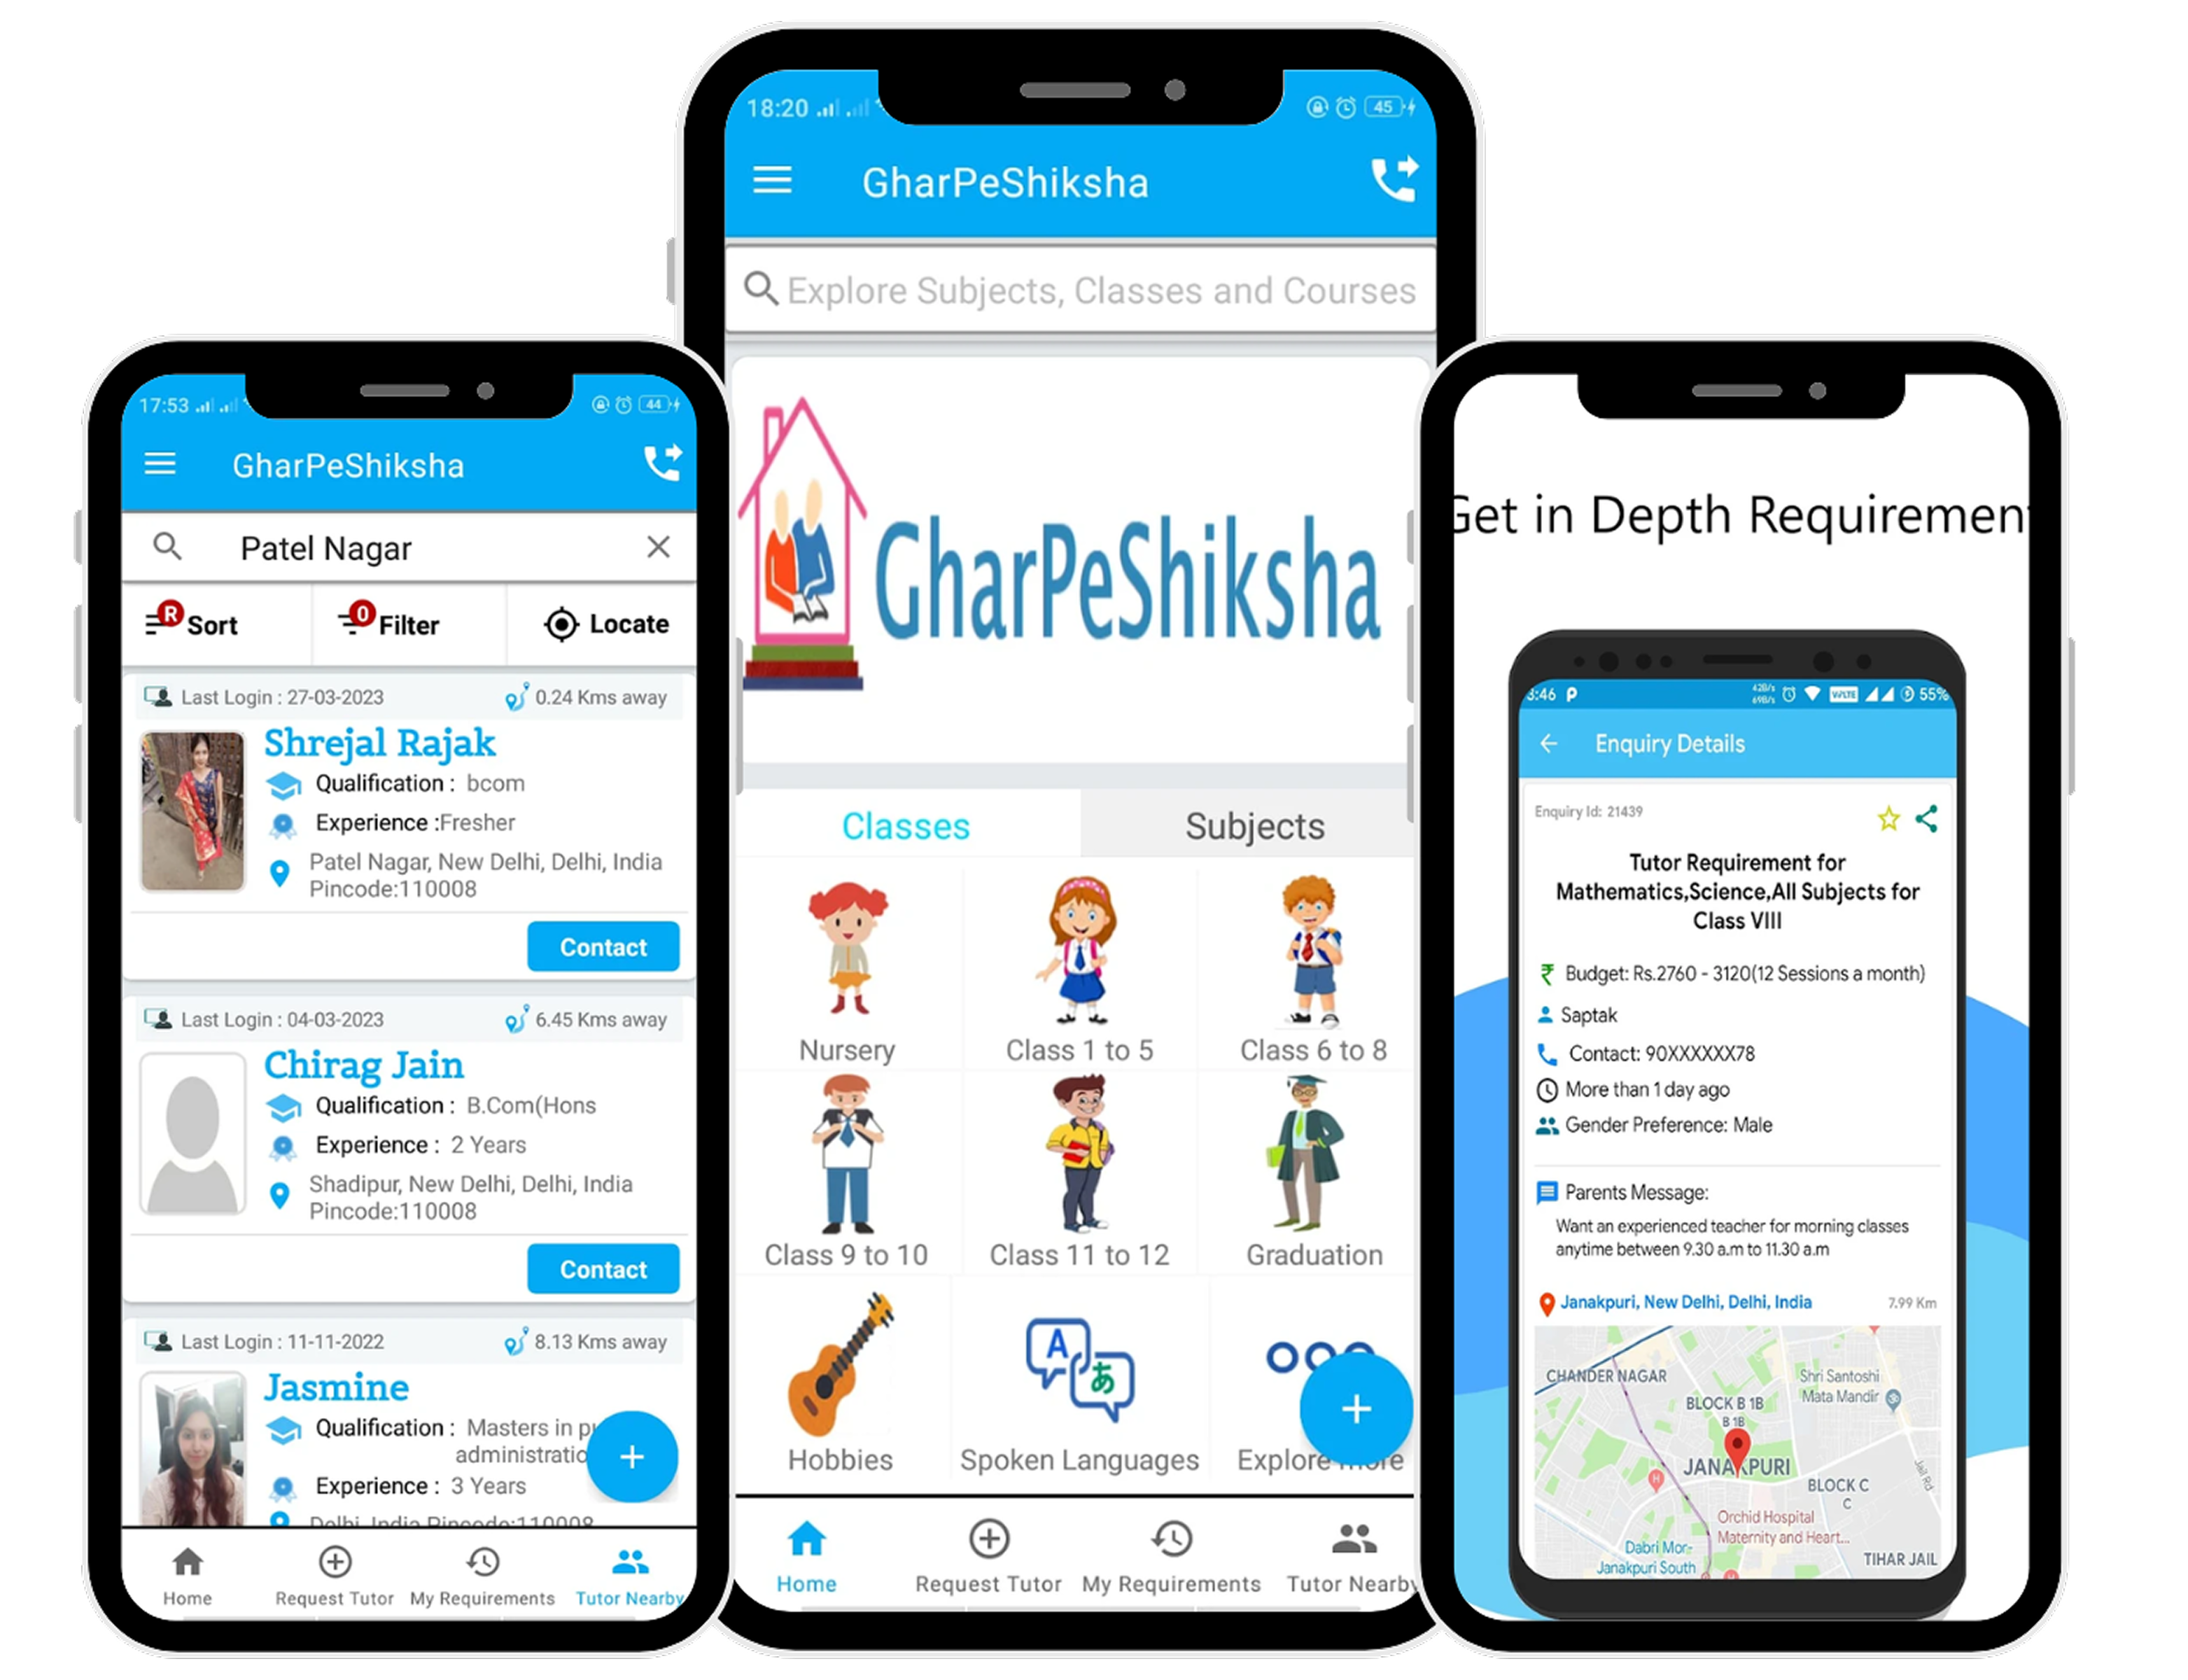 17:53
44
GharPeShiksha
Patel Nagar
R Sort
0 Filter
Locate
Last Login : 27-03-2023
0.24 Kms away
Shrejal Rajak
Qualification : bcom
Experience :Fresher
Patel Nagar, New Delhi, Delhi, India
Pincode:110008
Contact
Last Login : 04-03-2023
6.45 Kms away
Chirag Jain
Qualification : B.Com(Hons
Experience : 2 Years
Shadipur, New Delhi, Delhi, India
Pincode:110008
Contact
Last Login : 11-11-2022
8.13 Kms away
Jasmine
Qualification : Masters in
administratio
Experience : 3 Years
Delhi, India Pincode:110008
+
Home
Request Tutor
My Requirements
Tutor Nearby
18:20
45
GharPeShiksha
Explore Subjects, Classes and Courses
GharPeShiksha
Classes
Subjects
Nursery
Class 1 to 5
Class 6 to 8
Class 9 to 10
Class 11 to 12
Graduation
A
あ
+
Hobbies
Spoken Languages
Explore more
Home
Request Tutor
My Requirements
Tutor Nearby
Get in Depth Requirement
3:46
VoLTE
55%
Enquiry Details
Enquiry Id: 21439
Tutor Requirement for
Mathematics,Science,All Subjects for
Class VIII
₹ Budget: Rs.2760 - 3120(12 Sessions a month)
Saptak
Contact: 90XXXXXX78
More than 1 day ago
Gender Preference: Male
Parents Message:
Want an experienced teacher for morning classes
anytime between 9.30 a.m to 11.30 a.m
Janakpuri, New Delhi, Delhi, India
7.99 Km
CHANDER NAGAR
Shri Santoshi
Mata Mandir
BLOCK B 1B
B 1B
JANAKPURI
BLOCK C
C
Jail Rd
H
Orchid Hospital
Maternity and Heart...
Dabri Mor-
Janakpuri South
TIHAR JAIL